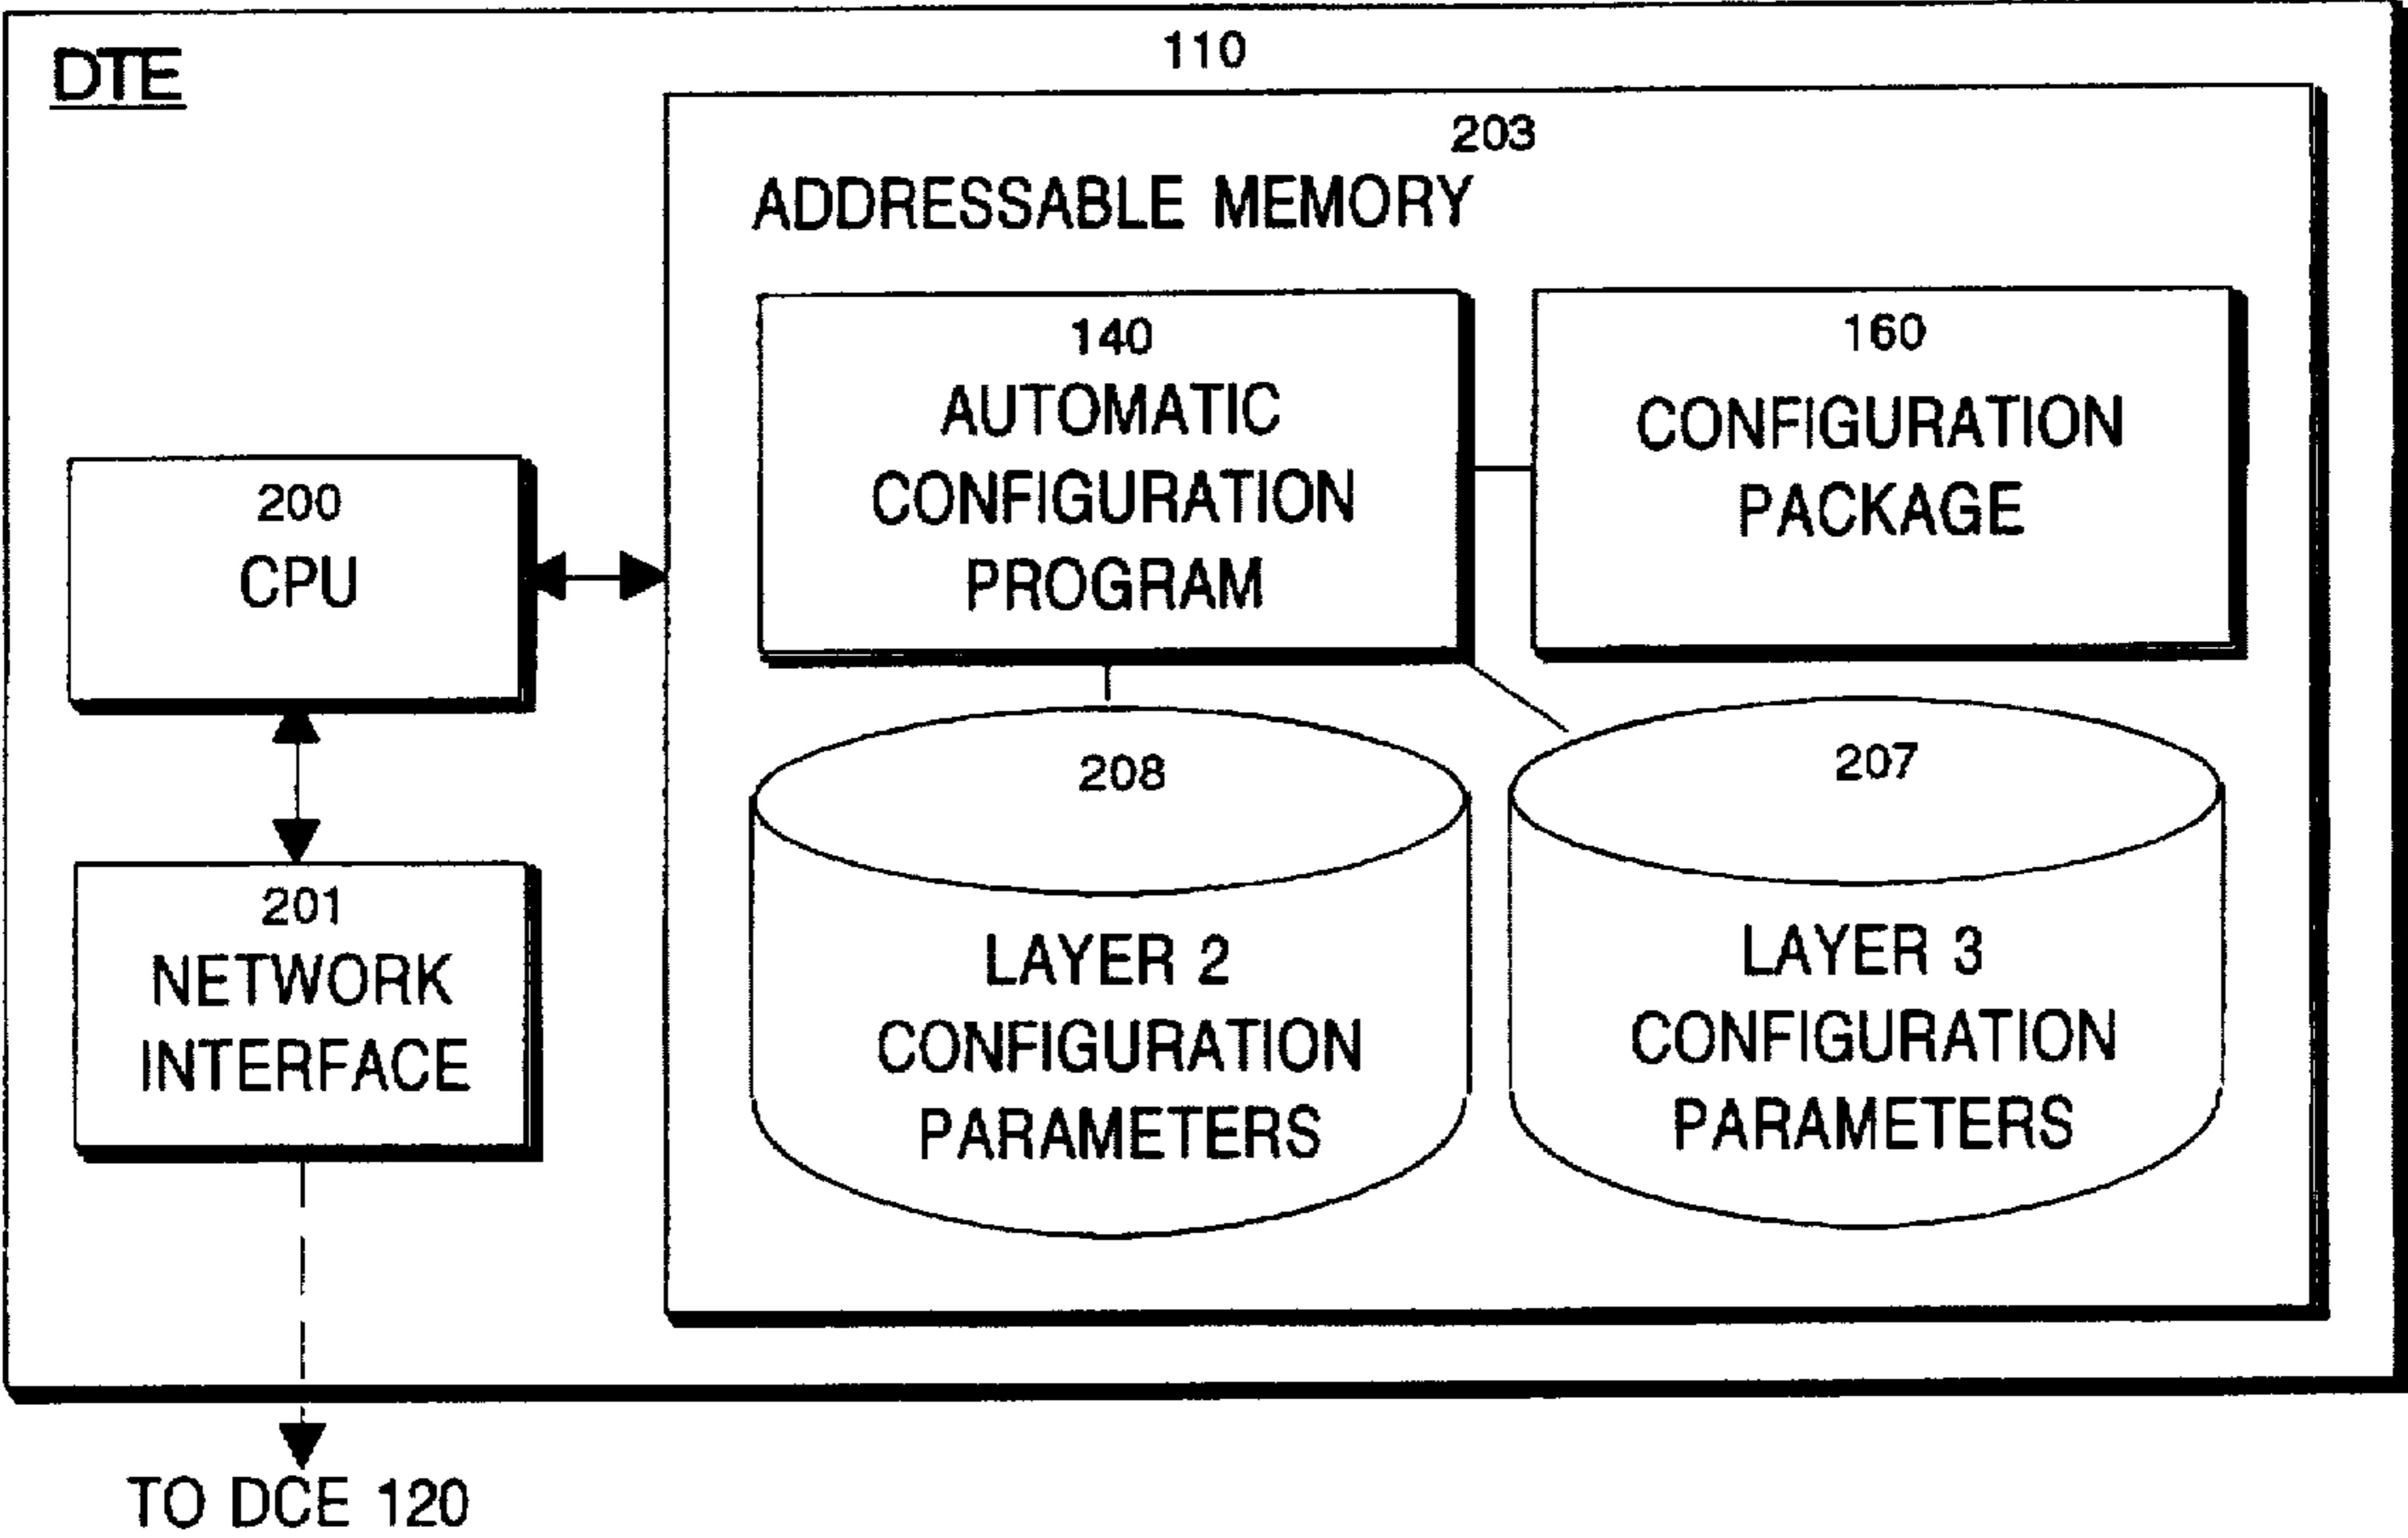 DTE
110
203
ADDRESSABLE MEMORY
140
AUTOMATIC
CONFIGURATION
PROGRAM
160
CONFIGURATION
PACKAGE
200
CPU
201
NETWORK
INTERFACE
208
LAYER 2
CONFIGURATION
PARAMETERS
207
LAYER 3
CONFIGURATION
PARAMETERS
TO DCE 120